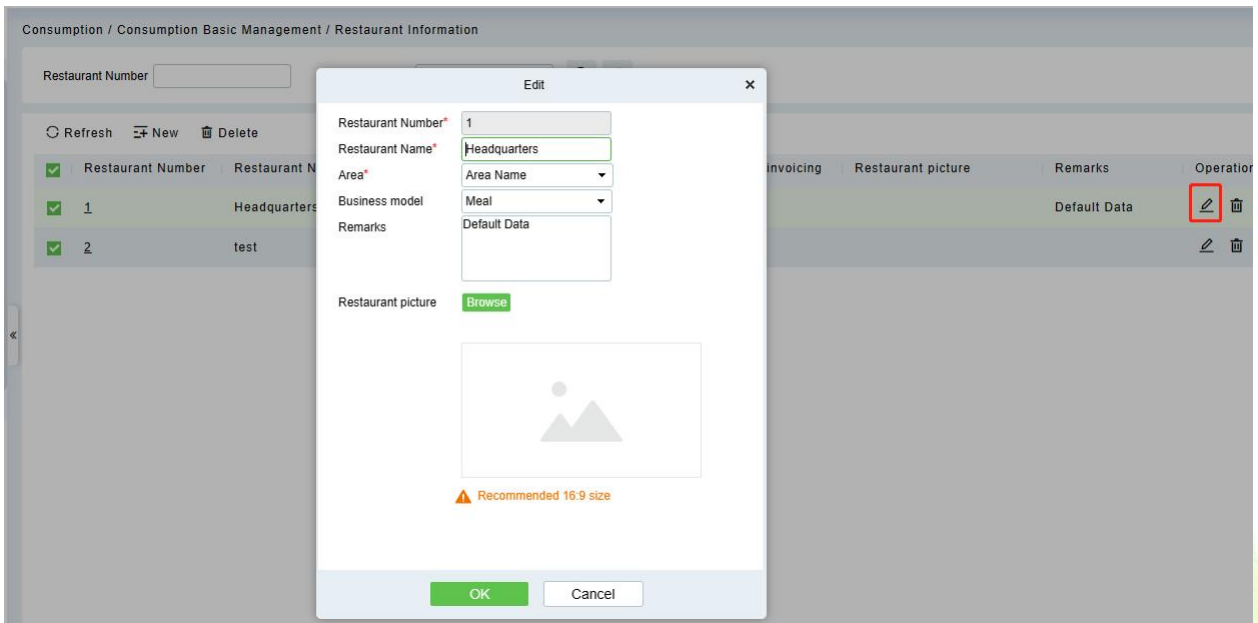 Consumption / Consumption Basic Management / Restaurant Information
Restaurant Number
Refresh New Delete
Restaurant Number Restaurant N invoicing Restaurant picture Remarks Operation
1 Headquarters Default Data
2 test
Edit
Restaurant Number* 1
Restaurant Name* Headquarters
Area* Area Name
Business model Meal
Remarks Default Data
Restaurant picture Browse
Recommended 16:9 size
OK Cancel